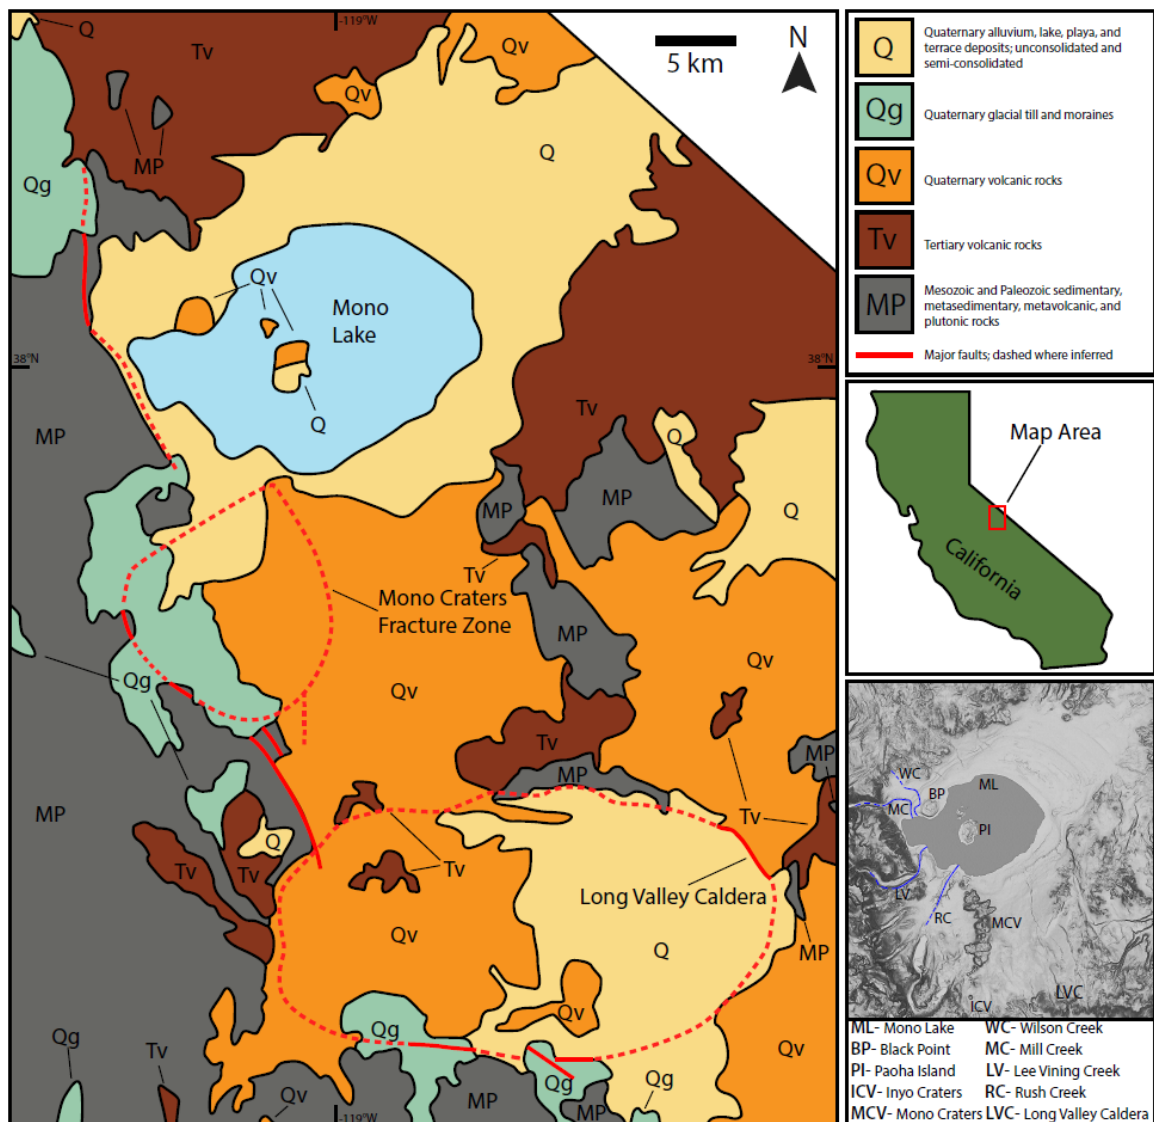 -119°W
Q
Tv
Qv
5 km
N
Qv
MP
Q
Qg
Qv
Mono
Lake
38°N
38°N
Q
Tv
MP
Q
MP
MP
Q
Tv
Mono Craters
Fracture Zone
MP
Qv
Qg
Qv
Tv
MP
MP
MP
Tv
Q
Tv
Tv
Tv
Long Valley Caldera
Qv
Q
MP
Qv
Qg
Qg
Tv
Qg
Qg
Qv
Qv
MP
MP
-119°W
Q
Quaternary alluvium, lake, playa, and
terrace deposits; unconsolidated and
semi-consolidated
Qg
Quaternary glacial till and moraines
Qv
Quaternary volcanic rocks
Tv
Tertiary volcanic rocks
MP
Mesozoic and Paleozoic sedimentary,
metasedimentary, metavolcanic, and
plutonic rocks
Major faults; dashed where inferred
Map Area
California
WC
ML
BP
MC
PI
LV
RC
MCV
ICV
LVC
ML- Mono Lake WC- Wilson Creek
BP- Black Point MC- Mill Creek
PI- Paoha Island LV- Lee Vining Creek
ICV- Inyo Craters RC- Rush Creek
MCV- Mono Craters LVC- Long Valley Caldera